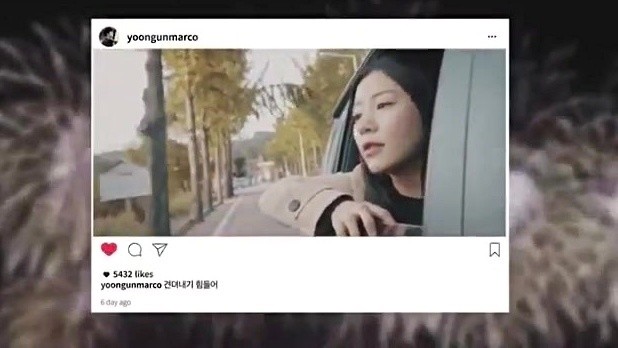 yoongunmarco
5432 likes
yoongunmarco 견뎌내기 힘들어
6 day ago